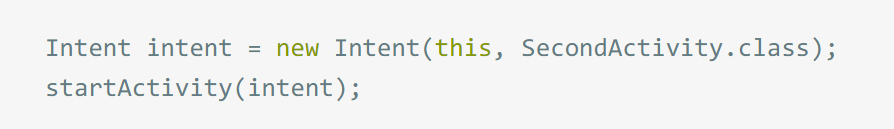 Intent intent = new Intent(this, SecondActivity.class);
startActivity(intent);